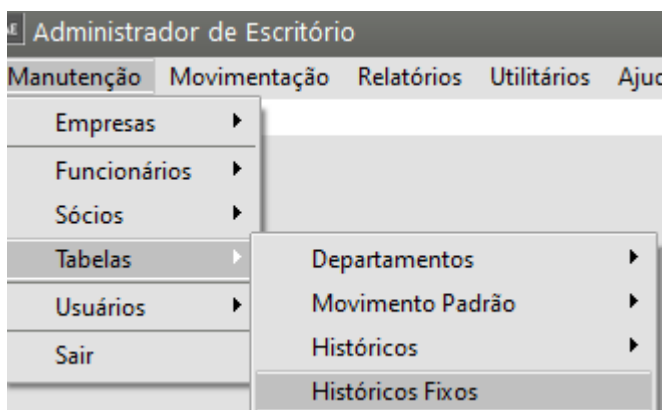 Administrador de Escritório
Manutenção Movimentação Relatórios Utilitários
Empresas
Funcionários
Sócios
Tabelas
Departamentos
Usuários
Movimento Padrão
Sair
Históricos
Históricos Fixos